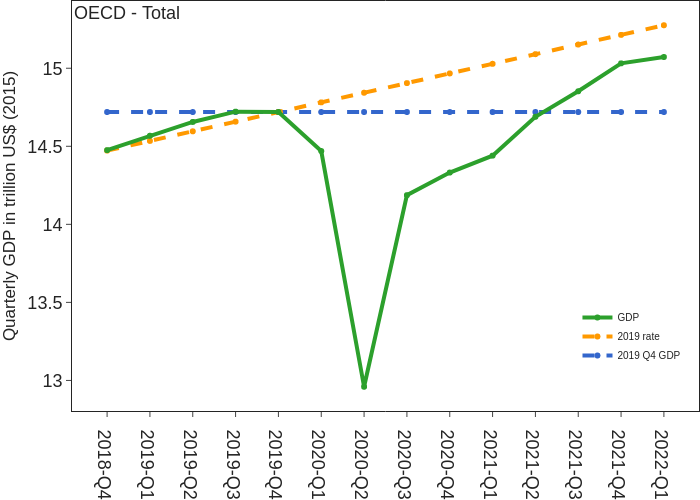 OECD - Total
Quarterly GDP in trillion US$ (2015)
15
14.5
14
13.5
13
GDP
2019 rate
2019 Q4 GDP
2018-Q4
2019-Q1
2019-Q2
2019-Q3
2019-Q4
2020-Q1
2020-Q2
2020-Q3
2020-Q4
2021-Q1
2021-Q2
2021-Q3
2021-Q4
2022-Q1